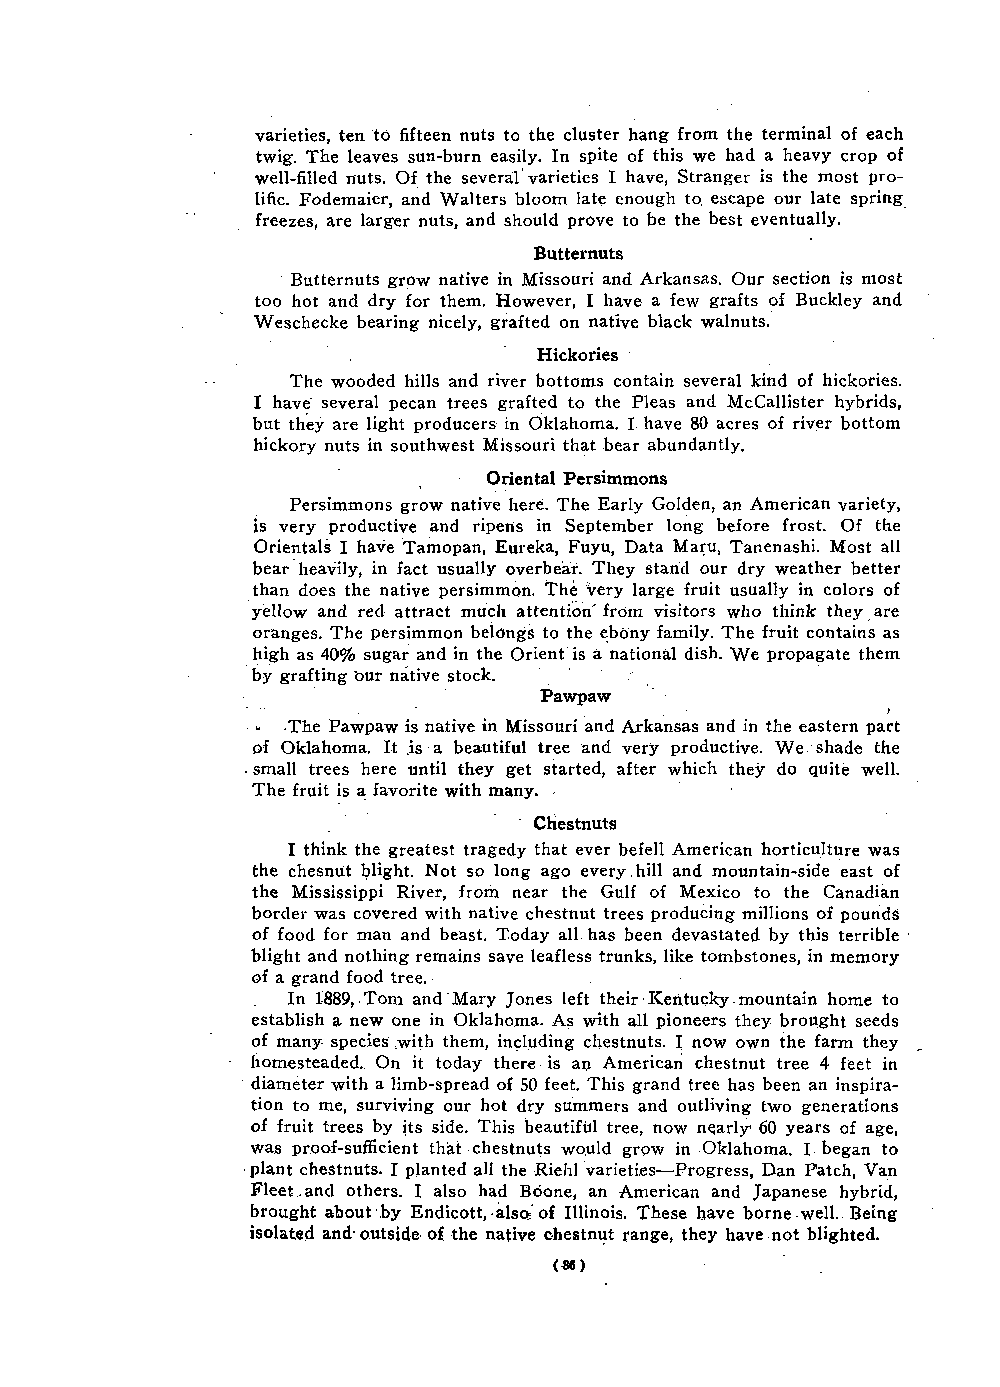 varieties, ten to fifteen nuts to the cluster hang from the terminal of each
twig. The leaves sun-burn easily. In spite of this we had a heavy crop of
well-filled nuts. Of the several varieties I have, Stranger is the most pro-
lific. Fodemaier, and Walters bloom late enough to escape our late spring
freezes, are larger nuts, and should prove to be the best eventually.
Butternuts
Butternuts grow native in Missouri and Arkansas. Our section is most
too hot and dry for them. However, I have a few grafts of Buckley and
Weschecke bearing nicely, grafted on native black walnuts.
Hickories
The wooded hills and river bottoms contain several kind of hickories.
I have several pecan trees grafted to the Pleas and McCallister hybrids,
but they are light producers in Oklahoma. I have 80 acres of river bottom
hickory nuts in southwest Missouri that bear abundantly.
Oriental Persimmons
Persimmons grow native here. The Early Golden, an American variety,
is very productive and ripens in September long before frost. Of the
Orientals I have Tamopan, Eureka, Fuyu, Data Maru, Tanenashi. Most all
bear heavily, in fact usually overbear. They stand our dry weather better
than does the native persimmon. The very large fruit usually in colors of
yellow and red attract much attention from visitors who think they are
oranges. The persimmon belongs to the ebony family. The fruit contains as
high as 40% sugar and in the Orient is a national dish. We propagate them
by grafting our native stock.
Pawpaw
The Pawpaw is native in Missouri and Arkansas and in the eastern part
of Oklahoma. It is a beautiful tree and very productive. We shade the
small trees here until they get started, after which they do quite well.
The fruit is a favorite with many.
Chestnuts
I think the greatest tragedy that ever befell American horticulture was
the chesnut blight. Not so long ago every hill and mountain-side east of
the Mississippi River, from near the Gulf of Mexico to the Canadian
border was covered with native chestnut trees producing millions of pounds
of food for man and beast. Today all has been devastated by this terrible
blight and nothing remains save leafless trunks, like tombstones, in memory
of a grand food tree.
In 1889, Tom and Mary Jones left their Kentucky mountain home to
establish a new one in Oklahoma. As with all pioneers they brought seeds
of many species with them, including chestnuts. I now own the farm they
homesteaded. On it today there is an American chestnut tree 4 feet in
diameter with a limb-spread of 50 feet. This grand tree has been an inspira-
tion to me, surviving our hot dry summers and outliving two generations
of fruit trees by its side. This beautiful tree, now nearly 60 years of age,
was proof-sufficient that chestnuts would grow in Oklahoma. I began to
plant chestnuts. I planted all the Riehl varieties—Progress, Dan Patch, Van
Fleet and others. I also had Boone, an American and Japanese hybrid,
brought about by Endicott, also of Illinois. These have borne well. Being
isolated and outside of the native chestnut range, they have not blighted.
(86)